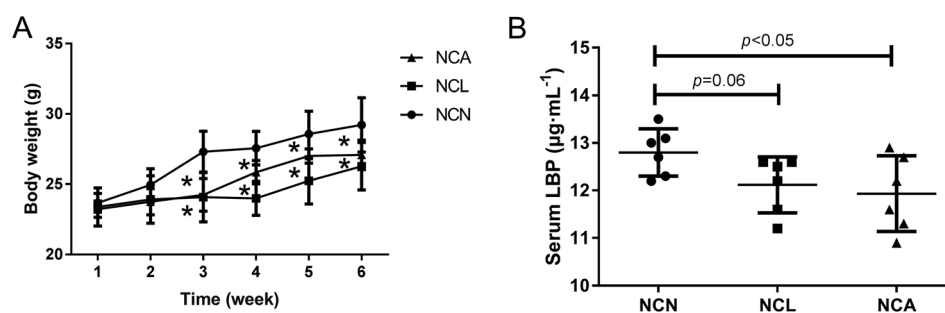 A
35
30
25
20
Body weight (g)
1 2 3 4 5 6
Time (week)
NCA
NCL
NCN
* * * *
* * * *
B
15
14
13
12
11
10
Serum LBP (µg·mL⁻¹)
p<0.05
p=0.06
NCN NCL NCA